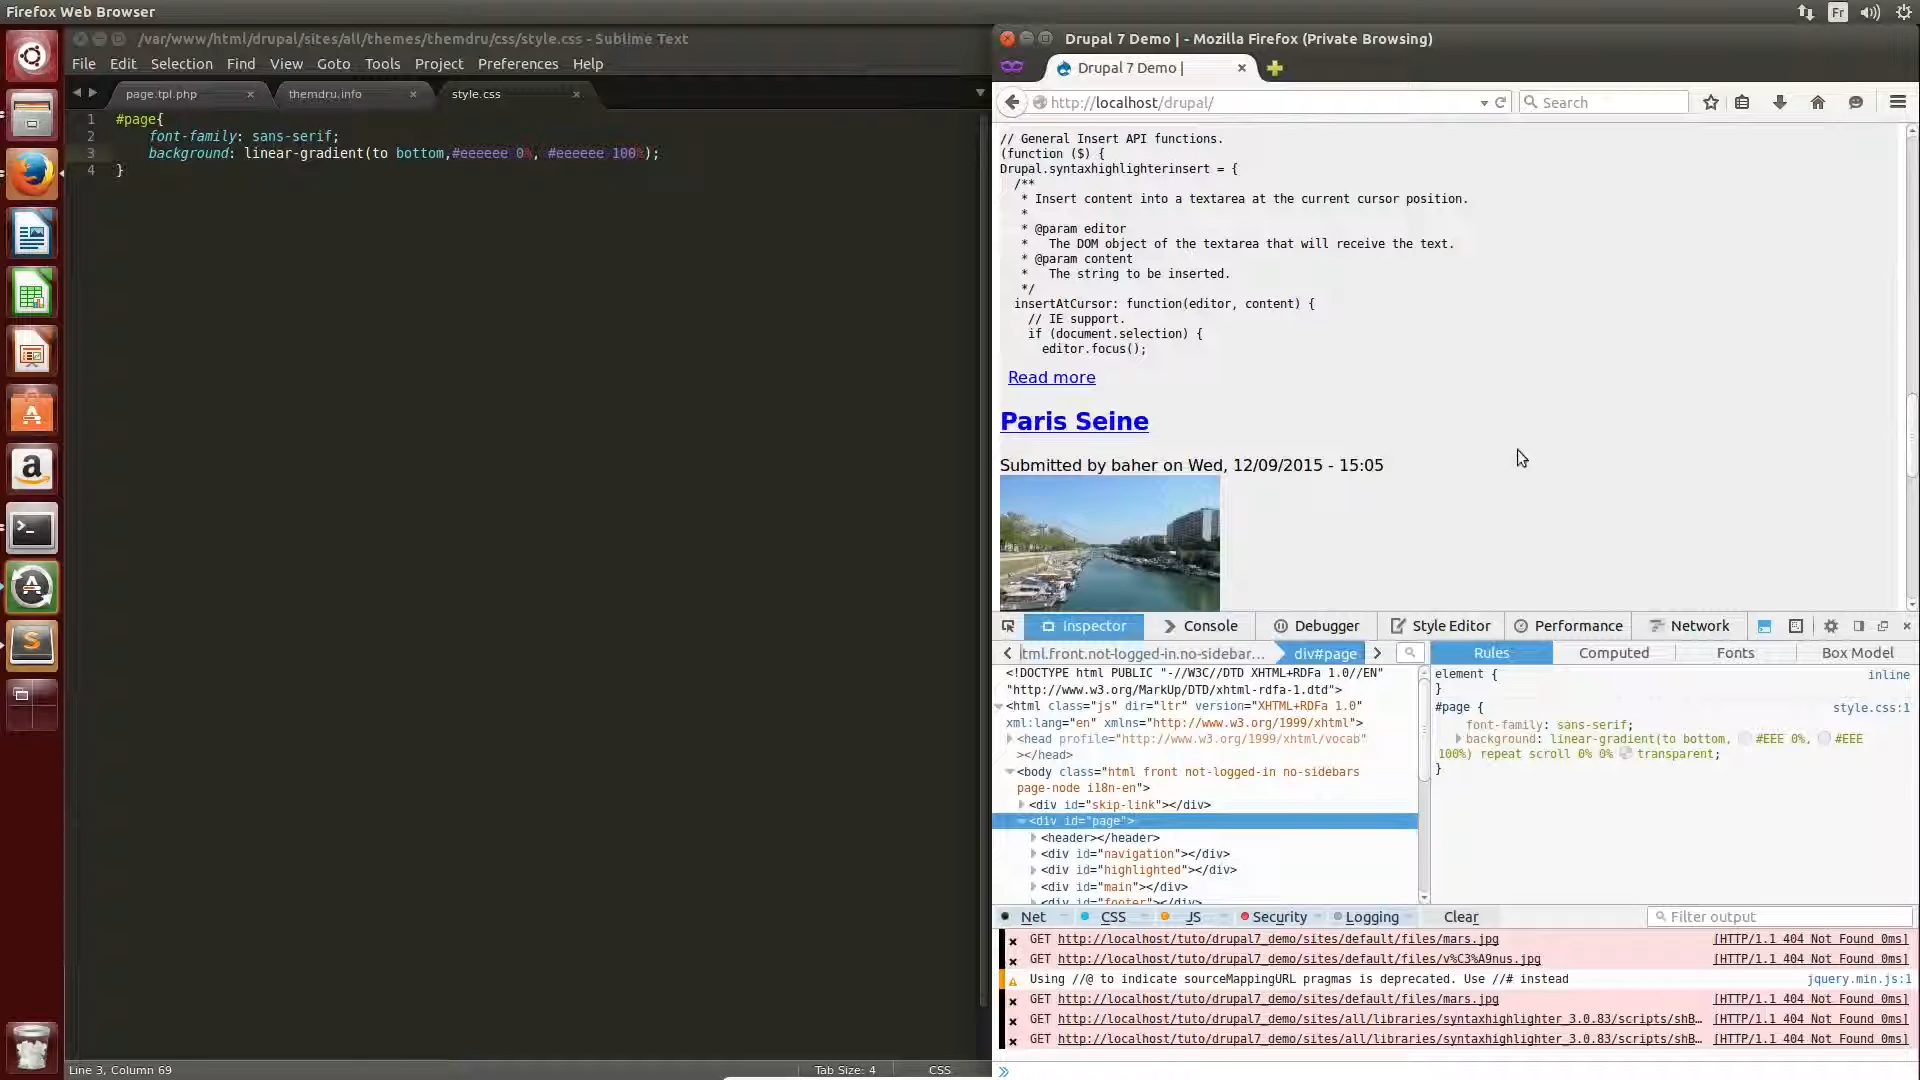 Firefox Web Browser
Fr
/var/www/html/drupal/sites/all/themes/themdru/css/style.css - Sublime Text
File Edit Selection Find View Goto Tools Project Preferences Help
page.tpl.php × themdru.info × style.css ×
1 #page{
2 font-family: sans-serif;
3 background: linear-gradient(to bottom,#eeeeee 0%, #eeeeee 100%);
4 }
Line 3, Column 69 Tab Size: 4 CSS
Drupal 7 Demo | - Mozilla Firefox (Private Browsing)
Drupal 7 Demo | ×
http://localhost/drupal/ Search
// General Insert API functions.
(function ($) {
Drupal.syntaxhighlighterinsert = {
/**
* Insert content into a textarea at the current cursor position.
*
* @param editor
* The DOM object of the textarea that will receive the text.
* @param content
* The string to be inserted.
*/
insertAtCursor: function(editor, content) {
// IE support.
if (document.selection) {
editor.focus();
Read more
Paris Seine
Submitted by baher on Wed, 12/09/2015 - 15:05
Inspector Console Debugger Style Editor Performance Network
tml.front.not-logged-in.no-sidebar... div#page
Rules Computed Fonts Box Model
<!DOCTYPE html PUBLIC "-//W3C//DTD XHTML+RDFa 1.0//EN"
"http://www.w3.org/MarkUp/DTD/xhtml-rdfa-1.dtd">
<html class="js" dir="ltr" version="XHTML+RDFa 1.0"
xml:lang="en" xmlns="http://www.w3.org/1999/xhtml">
<head profile="http://www.w3.org/1999/xhtml/vocab"
></head>
<body class="html front not-logged-in no-sidebars
page-node i18n-en">
<div id="skip-link"></div>
<div id="page">
<header></header>
<div id="navigation"></div>
<div id="highlighted"></div>
<div id="main"></div>
<div id="footer"></div>
element { inline
}
#page { style.css:1
font-family: sans-serif;
background: linear-gradient(to bottom, #EEE 0%, #EEE
100%) repeat scroll 0% 0% transparent;
}
Net CSS JS Security Logging Clear Filter output
GET http://localhost/tuto/drupal7_demo/sites/default/files/mars.jpg [HTTP/1.1 404 Not Found 0ms]
GET http://localhost/tuto/drupal7_demo/sites/default/files/v%C3%A9nus.jpg [HTTP/1.1 404 Not Found 0ms]
Using //@ to indicate sourceMappingURL pragmas is deprecated. Use //# instead jquery.min.js:1
GET http://localhost/tuto/drupal7_demo/sites/default/files/mars.jpg [HTTP/1.1 404 Not Found 0ms]
GET http://localhost/tuto/drupal7_demo/sites/all/libraries/syntaxhighlighter_3.0.83/scripts/shB… [HTTP/1.1 404 Not Found 0ms]
GET http://localhost/tuto/drupal7_demo/sites/all/libraries/syntaxhighlighter_3.0.83/scripts/shB… [HTTP/1.1 404 Not Found 0ms]